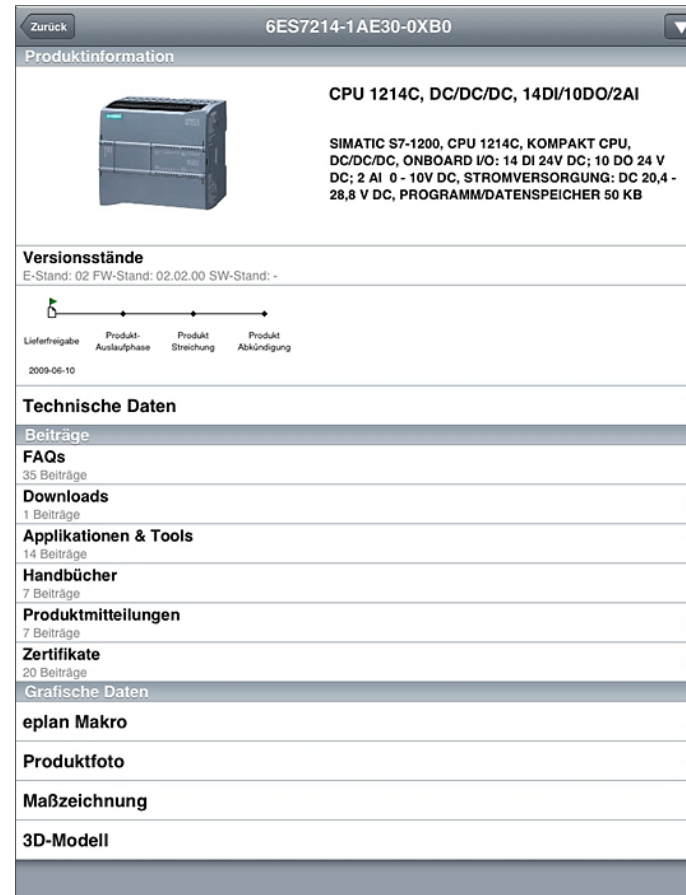 Zurück
6ES7214-1AE30-0XB0
Produktinformation
CPU 1214C, DC/DC/DC, 14DI/10DO/2AI
SIMATIC S7-1200, CPU 1214C, KOMPAKT CPU,
DC/DC/DC, ONBOARD I/O: 14 DI 24V DC; 10 DO 24 V
DC; 2 AI 0 - 10V DC, STROMVERSORGUNG: DC 20,4 -
28,8 V DC, PROGRAMM/DATENSPEICHER 50 KB
Versionsstände
E-Stand: 02 FW-Stand: 02.02.00 SW-Stand: -
Lieferfreigabe
Produkt-
Auslaufphase
Produkt
Streichung
Produkt
Abkündigung
2009-06-10
Technische Daten
Beiträge
FAQs
35 Beiträge
Downloads
1 Beiträge
Applikationen & Tools
14 Beiträge
Handbücher
7 Beiträge
Produktmitteilungen
7 Beiträge
Zertifikate
20 Beiträge
Grafische Daten
eplan Makro
Produktfoto
Maßzeichnung
3D-Modell